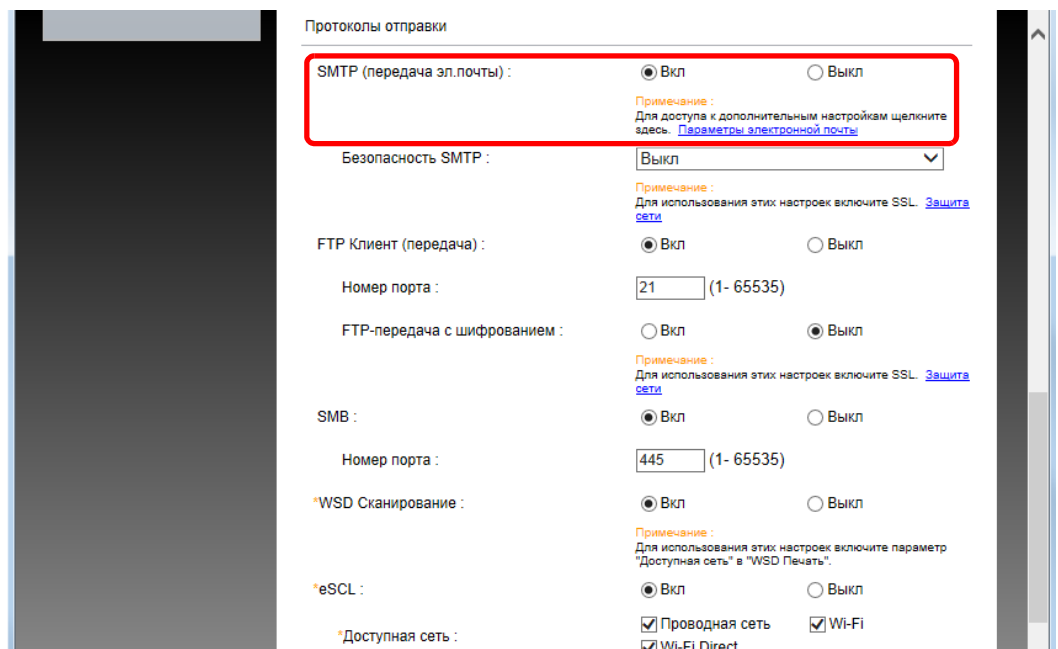 Протоколы отправки
SMTP (передача эл.почты) : Вкл Выкл
Примечание :
Для доступа к дополнительным настройкам щелкните
здесь. Параметры электронной почты
Безопасность SMTP : Выкл
Примечание :
Для использования этих настроек включите SSL. Защита
сети
FTP Клиент (передача) : Вкл Выкл
Номер порта : 21 (1- 65535)
FTP-передача с шифрованием : Вкл Выкл
Примечание :
Для использования этих настроек включите SSL. Защита
сети
SMB : Вкл Выкл
Номер порта : 445 (1- 65535)
*WSD Сканирование : Вкл Выкл
Примечание :
Для использования этих настроек включите параметр
"Доступная сеть" в "WSD Печать".
*eSCL : Вкл Выкл
*Доступная сеть : Проводная сеть Wi-Fi
Wi-Fi Direct